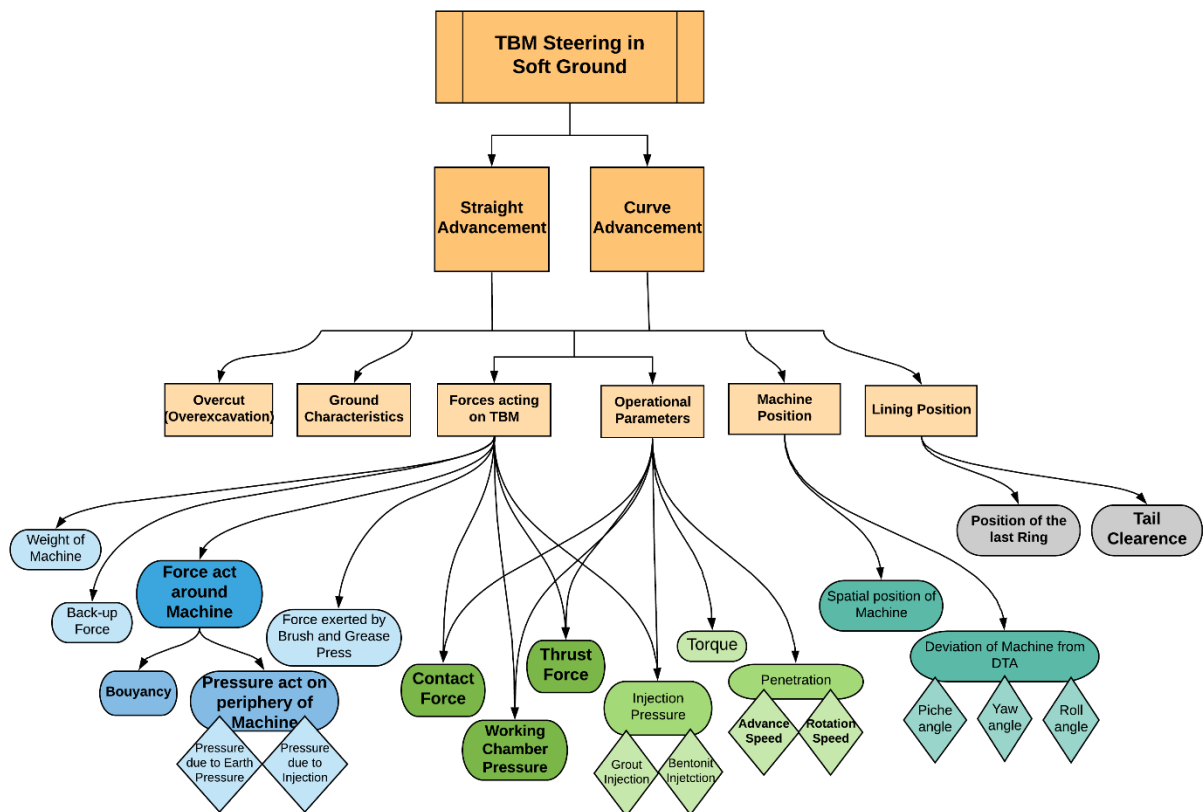 TBM Steering in
Soft Ground
Straight
Advancement
Curve
Advancement
Overcut
(Overexcavation)
Ground
Characteristics
Forces acting
on TBM
Operational
Parameters
Machine
Position
Lining Position
Weight of
Machine
Back-up
Force
Force act
around
Machine
Bouyancy
Pressure act on
periphery of
Machine
Pressure
due to Earth
Pressure
Pressure
due to
Injection
Force exerted by
Brush and Grease
Press
Contact
Force
Working
Chamber
Pressure
Thrust
Force
Injection
Pressure
Grout
Injection
Bentonit
Injetction
Torque
Penetration
Advance
Speed
Rotation
Speed
Spatial position of
Machine
Deviation of Machine from
DTA
Piche
angle
Yaw
angle
Roll
angle
Position of the
last Ring
Tail
Clearence